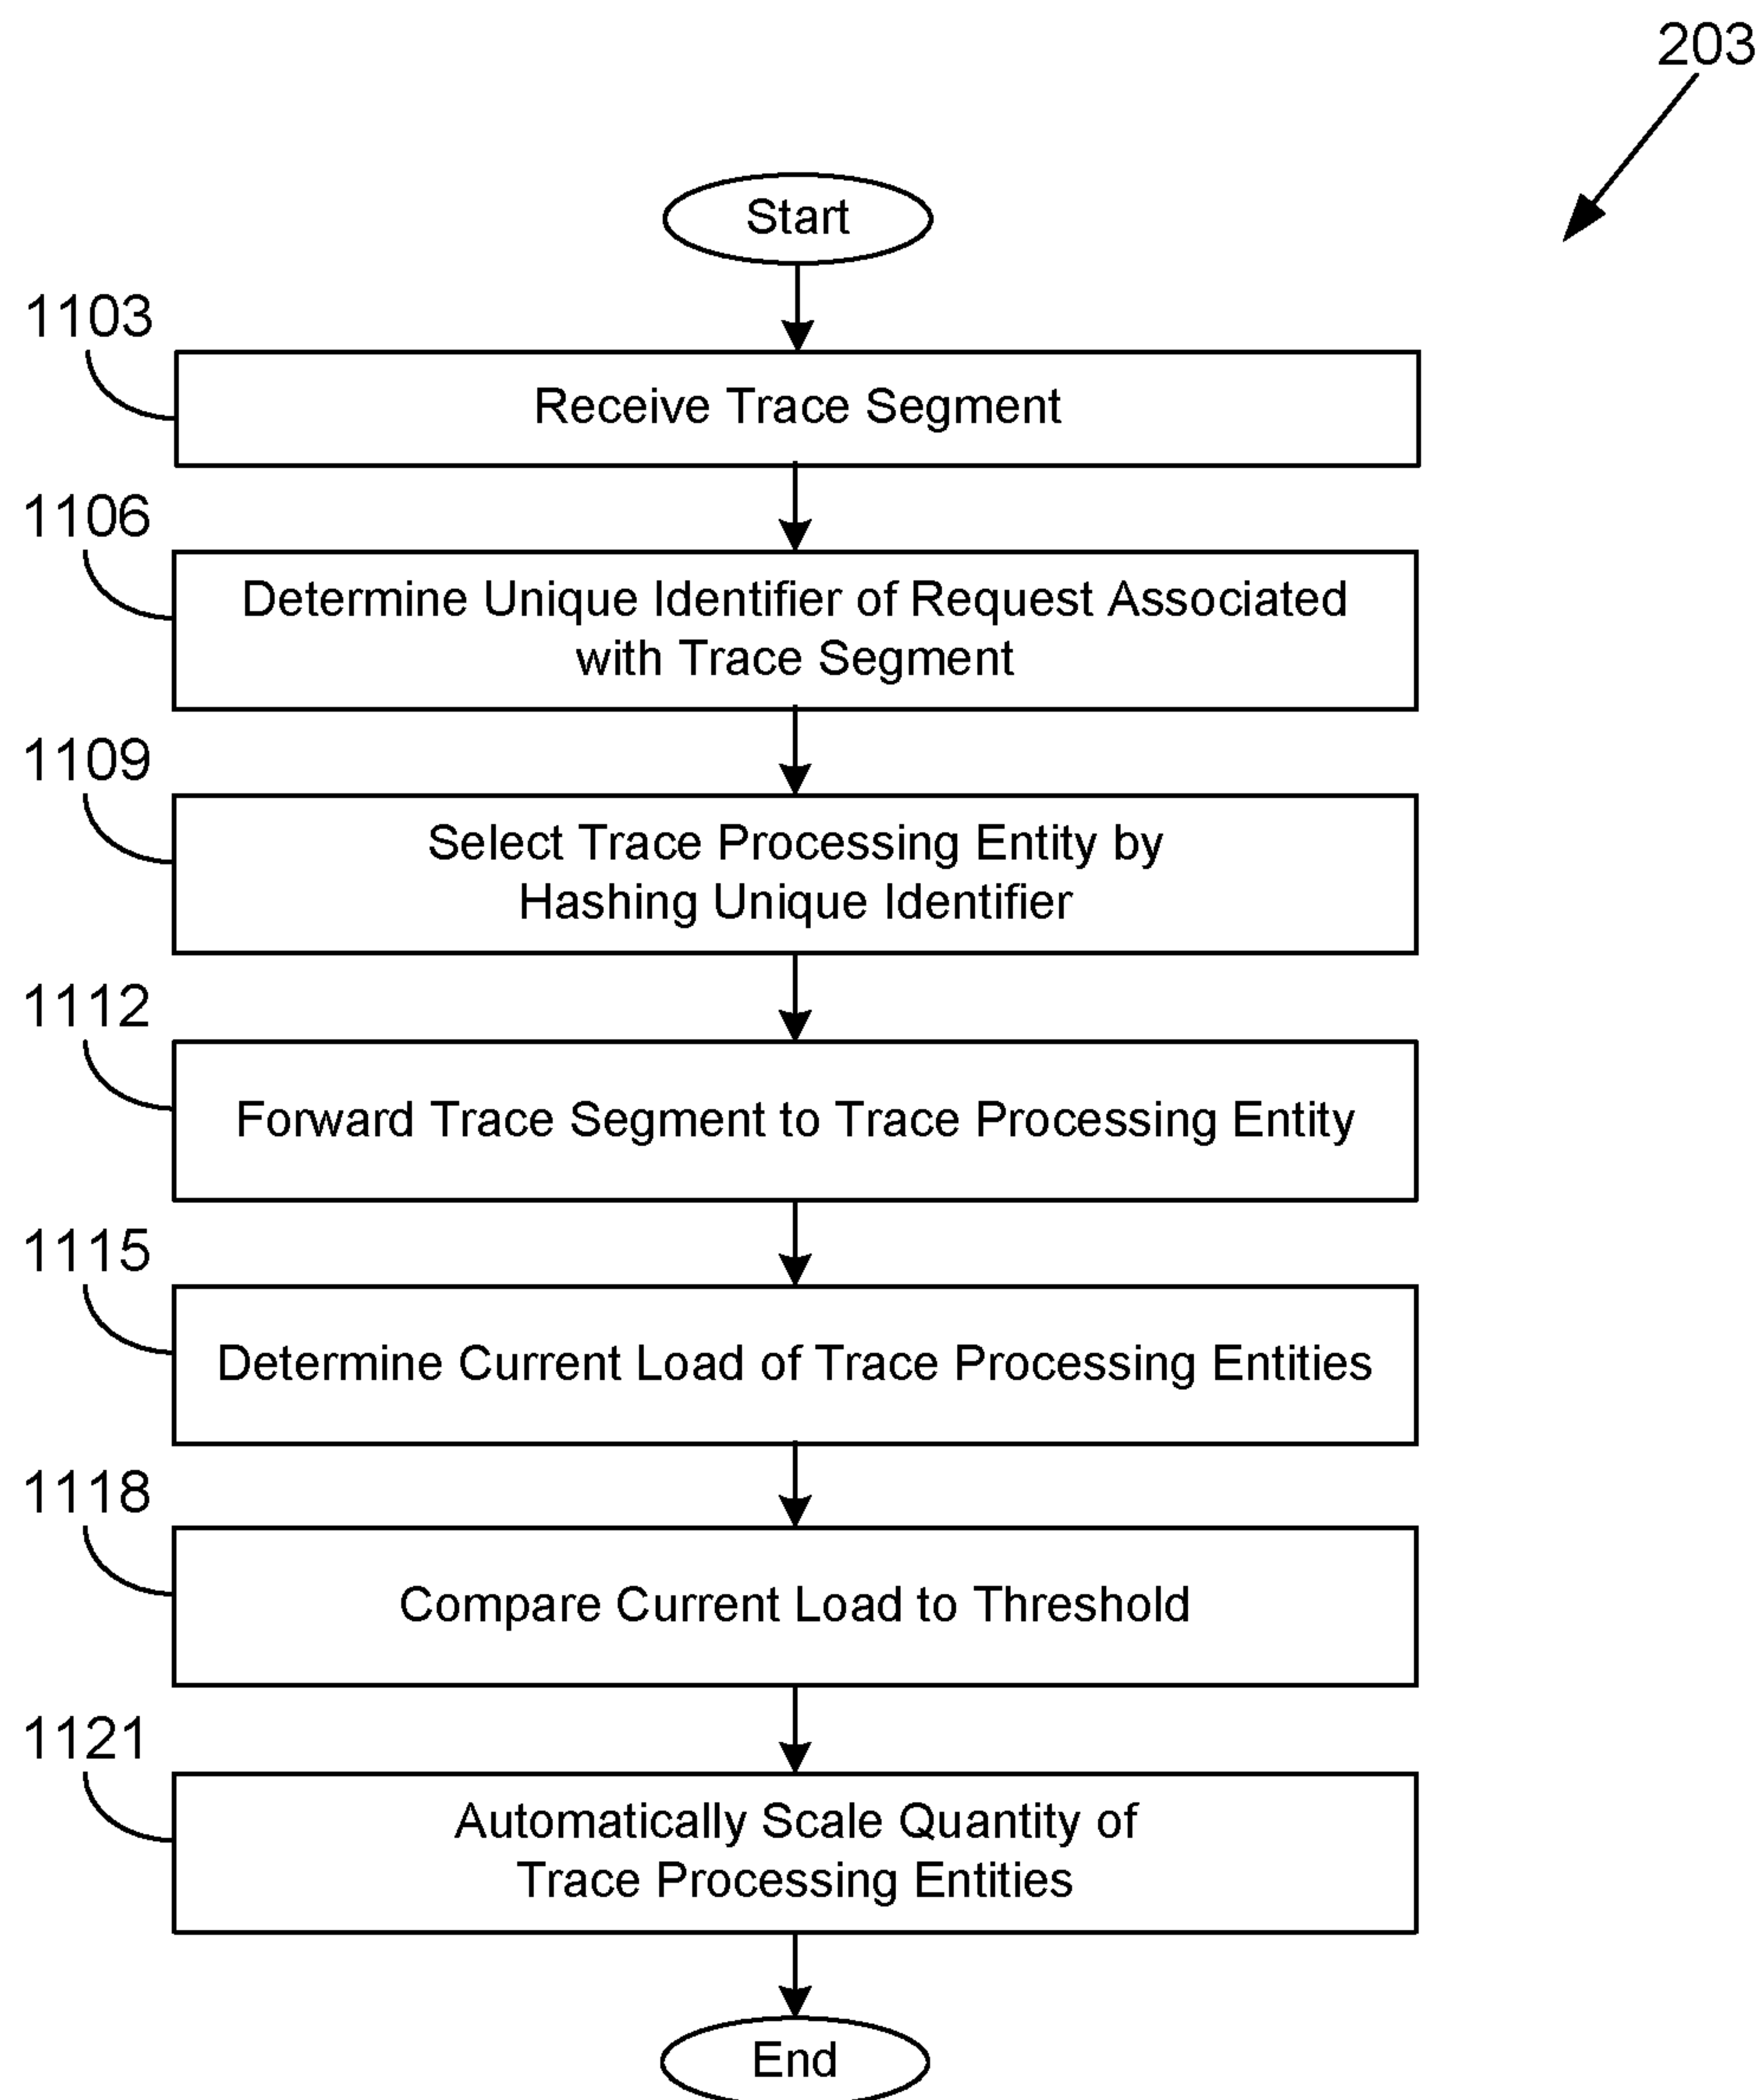 203
Start
1103
Receive Trace Segment
1106
Determine Unique Identifier of Request Associated
with Trace Segment
1109
Select Trace Processing Entity by
Hashing Unique Identifier
1112
Forward Trace Segment to Trace Processing Entity
1115
Determine Current Load of Trace Processing Entities
1118
Compare Current Load to Threshold
1121
Automatically Scale Quantity of
Trace Processing Entities
End